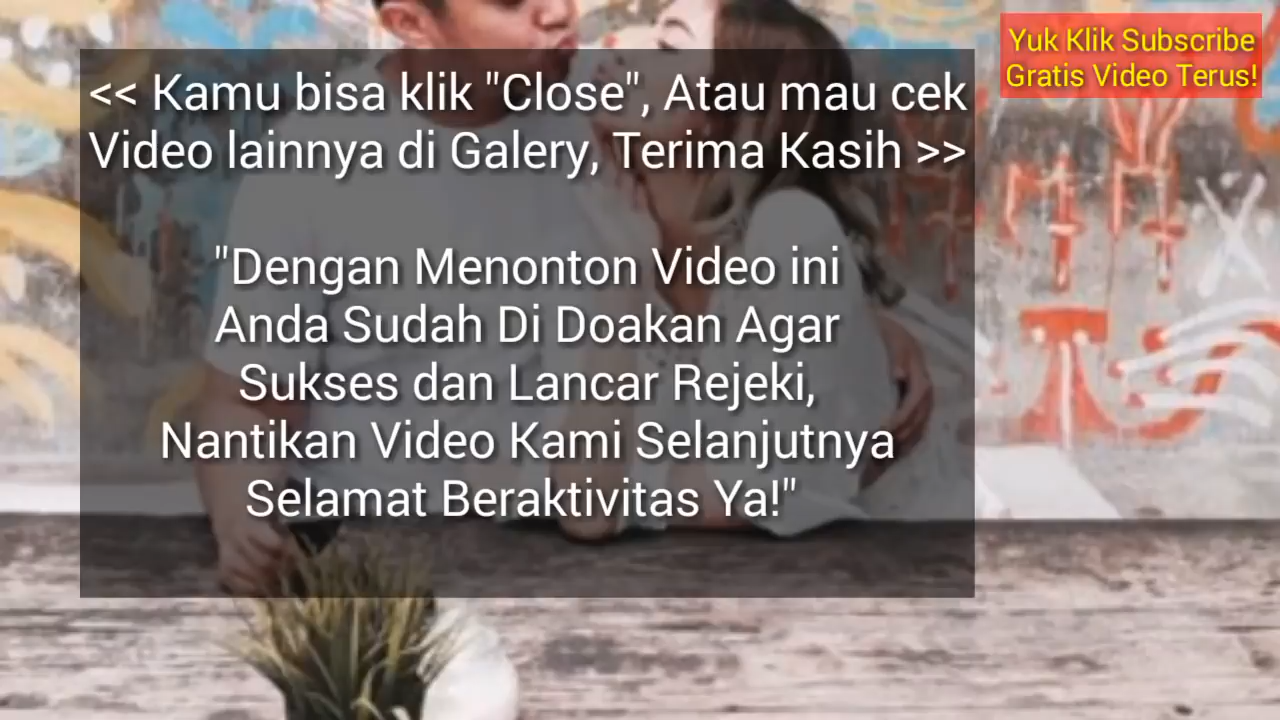 Yuk Klik Subscribe
Gratis Video Terus!
<< Kamu bisa klik "Close", Atau mau cek
Video lainnya di Galery, Terima Kasih >>
"Dengan Menonton Video ini
Anda Sudah Di Doakan Agar
Sukses dan Lancar Rejeki,
Nantikan Video Kami Selanjutnya
Selamat Beraktivitas Ya!"